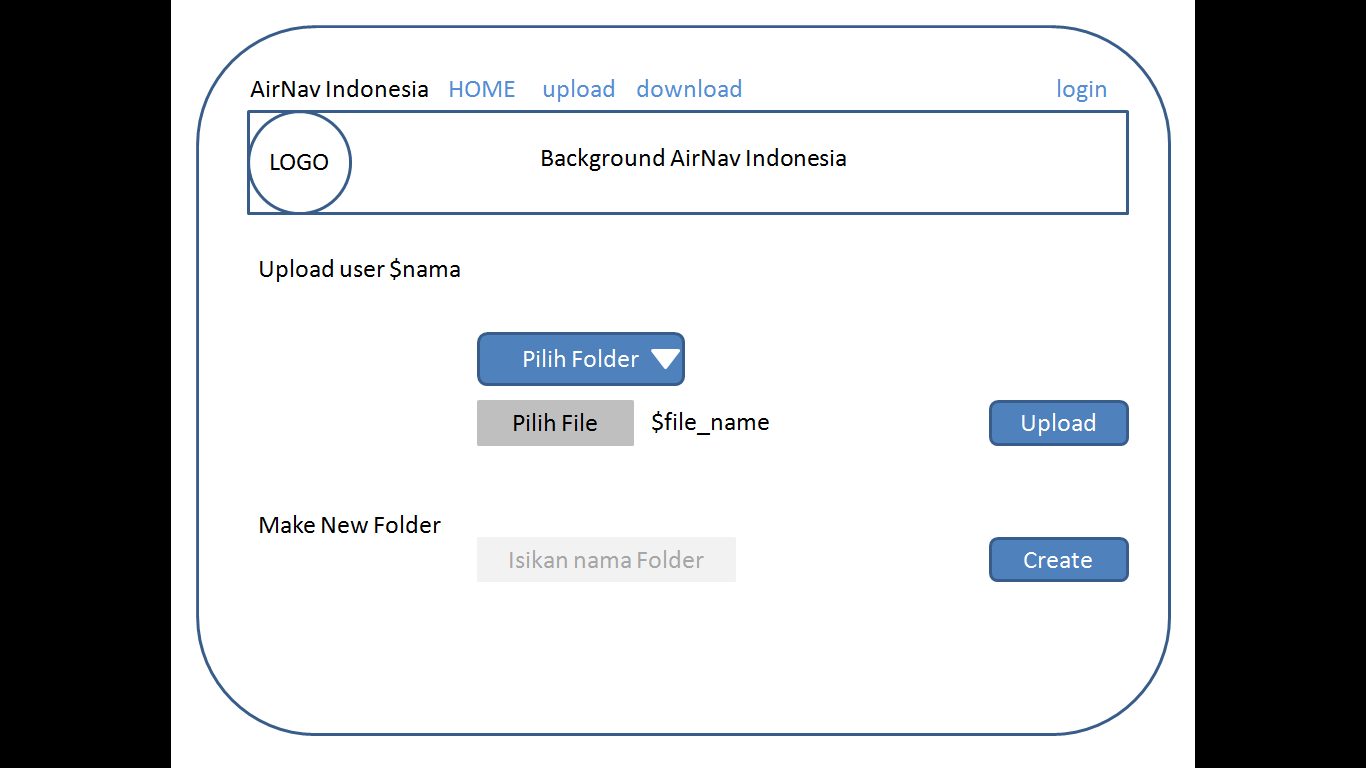 AirNav Indonesia HOME upload download login
LOGO
Background AirNav Indonesia
Upload user $nama
Pilih Folder
Pilih File $file_name Upload
Make New Folder
Isikan nama Folder Create